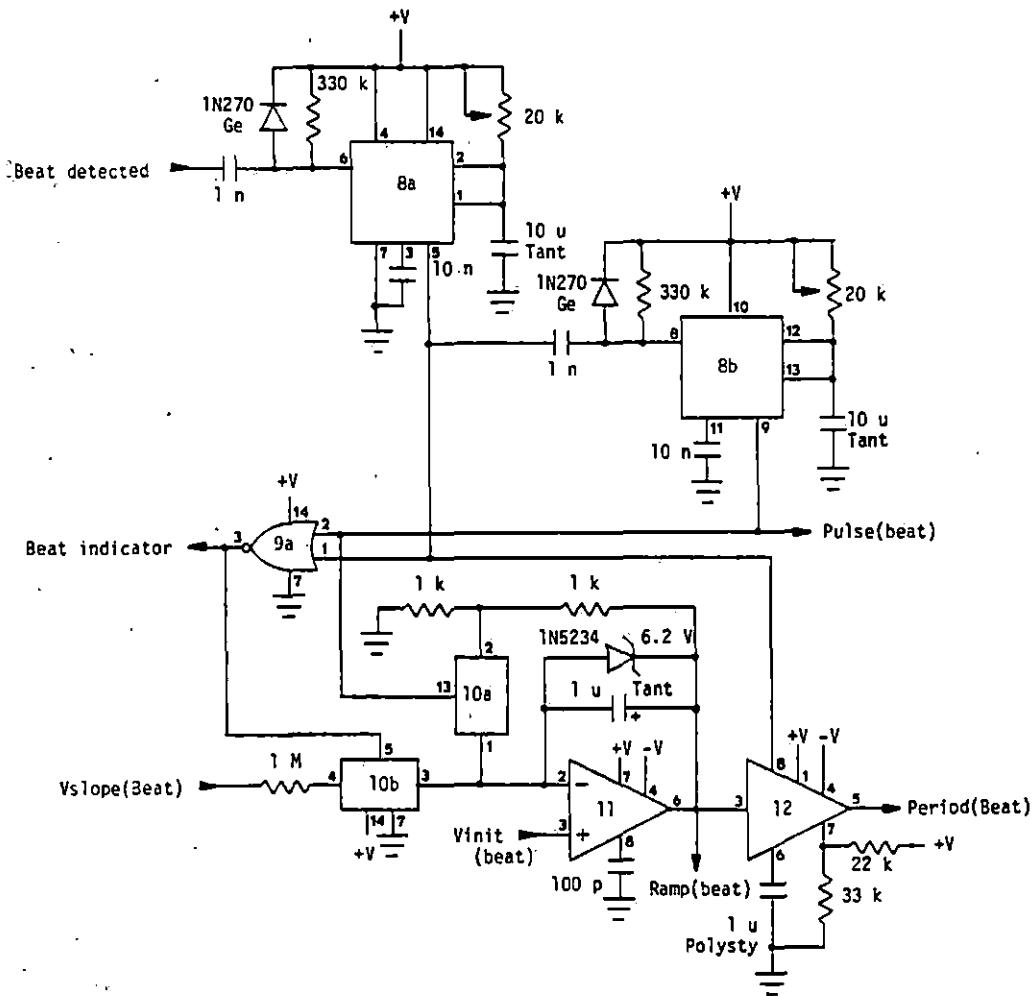 +V
330 k
1N270
Ge
20 k
4
14
Beat detected
6
2
8a
1
1 n
7
3
5
10 n
10 u
Tant
+V
1N270
Ge
330 k
20 k
10
8
12
8b
13
1 n
11
9
10 n
10 u
Tant
+V
14
2
Beat indicator
3
9a
1
Pulse(beat)
7
1 k
1 k
2
1N5234
6.2 V
13
10a
1 u
Tant
+
1
5
+V
-V
8
+V
-V
1 M
7
4
1
4
Vslope(Beat)
4
10b
3
2
−
11
6
3
12
5
Period(Beat)
14
7
+V
Vinit
(beat)
3
+
8
7
6
22 k
+V
100 p
Ramp(beat)
33 k
1 u
Polysty